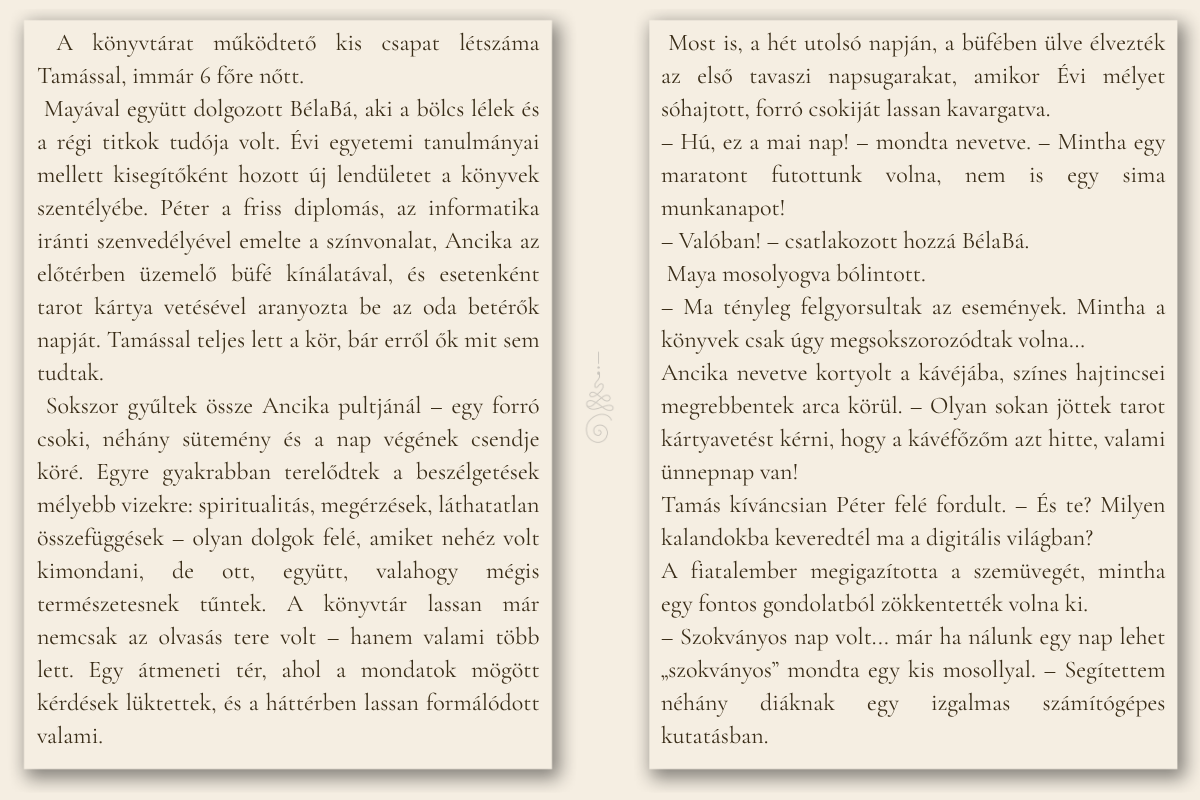 A könyvtárat működtető kis csapat létszáma
Tamással, immár 6 főre nőtt.
Mayával együtt dolgozott BélaBá, aki a bölcs lélek és
a régi titkok tudója volt. Évi egyetemi tanulmányai
mellett kisegítőként hozott új lendületet a könyvek
szentélyébe. Péter a friss diplomás, az informatika
iránti szenvedélyével emelte a színvonalat, Ancika az
előtérben üzemelő büfé kínálatával, és esetenként
tarot kártya vetésével aranyozta be az oda betérők
napját. Tamással teljes lett a kör, bár erről ők mit sem
tudtak.
Sokszor gyűltek össze Ancika pultjánál – egy forró
csoki, néhány sütemény és a nap végének csendje
köré. Egyre gyakrabban terelődtek a beszélgetések
mélyebb vizekre: spiritualitás, megérzések, láthatatlan
összefüggések – olyan dolgok felé, amiket nehéz volt
kimondani, de ott, együtt, valahogy mégis
természetesnek tűntek. A könyvtár lassan már
nemcsak az olvasás tere volt – hanem valami több
lett. Egy átmeneti tér, ahol a mondatok mögött
kérdések lüktettek, és a háttérben lassan formálódott
valami.
Most is, a hét utolsó napján, a büfében ülve élvezték
az első tavaszi napsugarakat, amikor Évi mélyet
sóhajtott, forró csokiját lassan kavargatva.
– Hú, ez a mai nap! – mondta nevetve. – Mintha egy
maratont futottunk volna, nem is egy sima
munkanapot!
– Valóban! – csatlakozott hozzá BélaBá.
Maya mosolyogva bólintott.
– Ma tényleg felgyorsultak az események. Mintha a
könyvek csak úgy megsokszorozódtak volna...
Ancika nevetve kortyolt a kávéjába, színes hajtincsei
megrebbentek arca körül. – Olyan sokan jöttek tarot
kártyavetést kérni, hogy a kávéfőzőm azt hitte, valami
ünnepnap van!
Tamás kíváncsian Péter felé fordult. – És te? Milyen
kalandokba keveredtél ma a digitális világban?
A fiatalember megigazította a szemüvegét, mintha
egy fontos gondolatból zökkentették volna ki.
– Szokványos nap volt... már ha nálunk egy nap lehet
„szokványos” mondta egy kis mosollyal. – Segítettem
néhány diáknak egy izgalmas számítógépes
kutatásban.